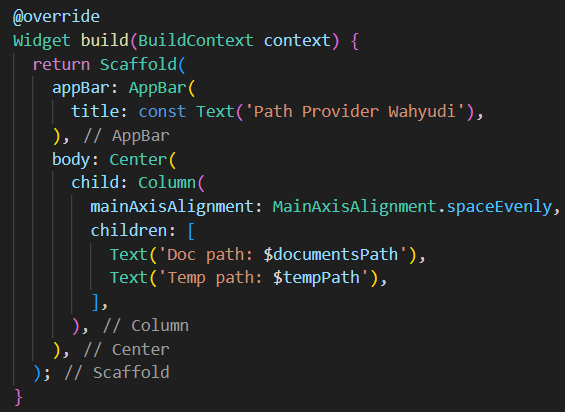 @override
Widget build(BuildContext context) {
  return Scaffold(
    appBar: AppBar(
      title: const Text('Path Provider Wahyudi'),
    ), // AppBar
    body: Center(
      child: Column(
        mainAxisAlignment: MainAxisAlignment.spaceEvenly,
        children: [
          Text('Doc path: $documentsPath'),
          Text('Temp path: $tempPath'),
        ],
      ), // Column
    ), // Center
  ); // Scaffold
}